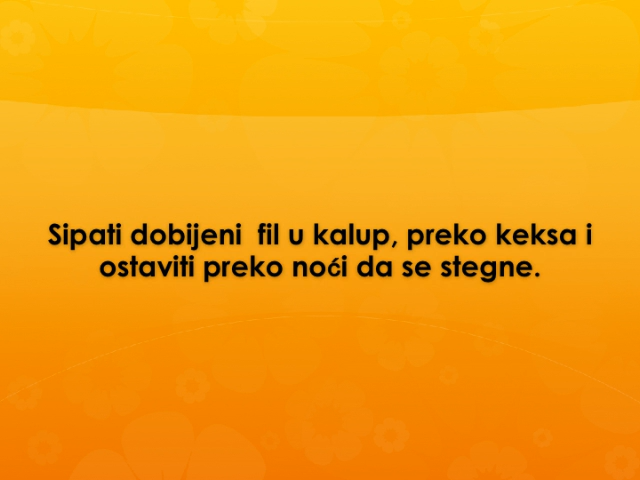 Sipati dobijeni  fil u kalup, preko keksa i
ostaviti preko noći da se stegne.